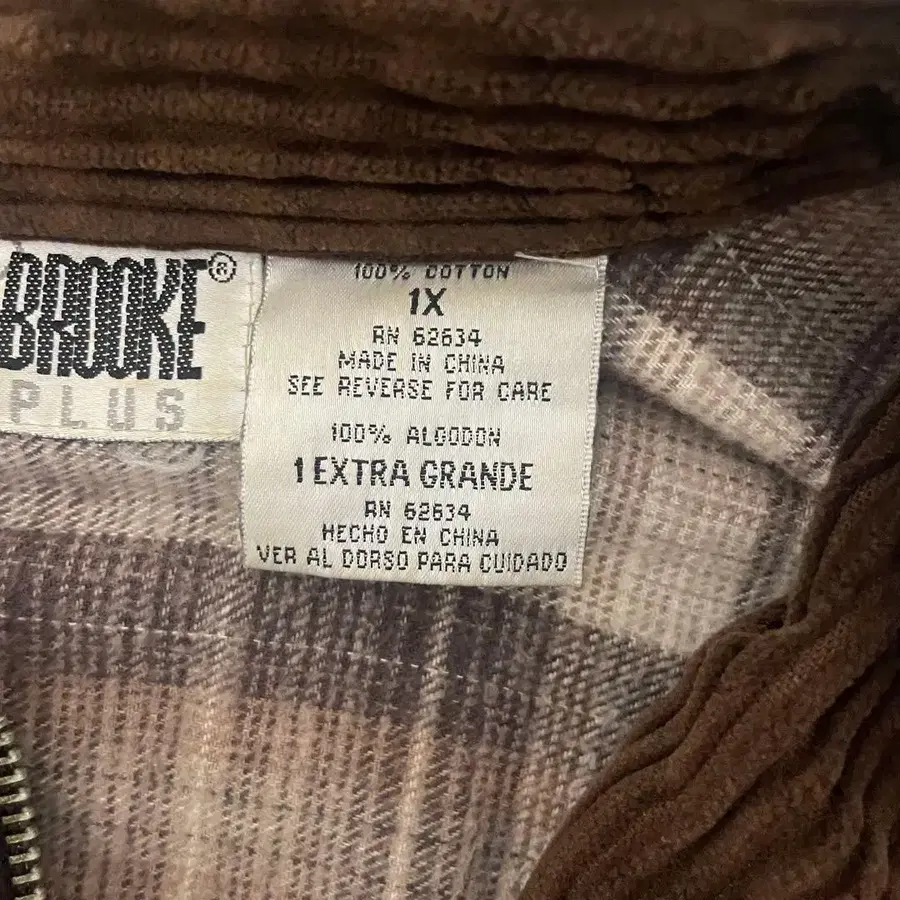 BROOKE®
PLUS
100% COTTON
1X
RN 62634
MADE IN CHINA
SEE REVERSE FOR CARE
100% ALGODON
1 EXTRA GRANDE
RN 62634
HECHO EN CHINA
VER AL DORSO PARA CUIDADO